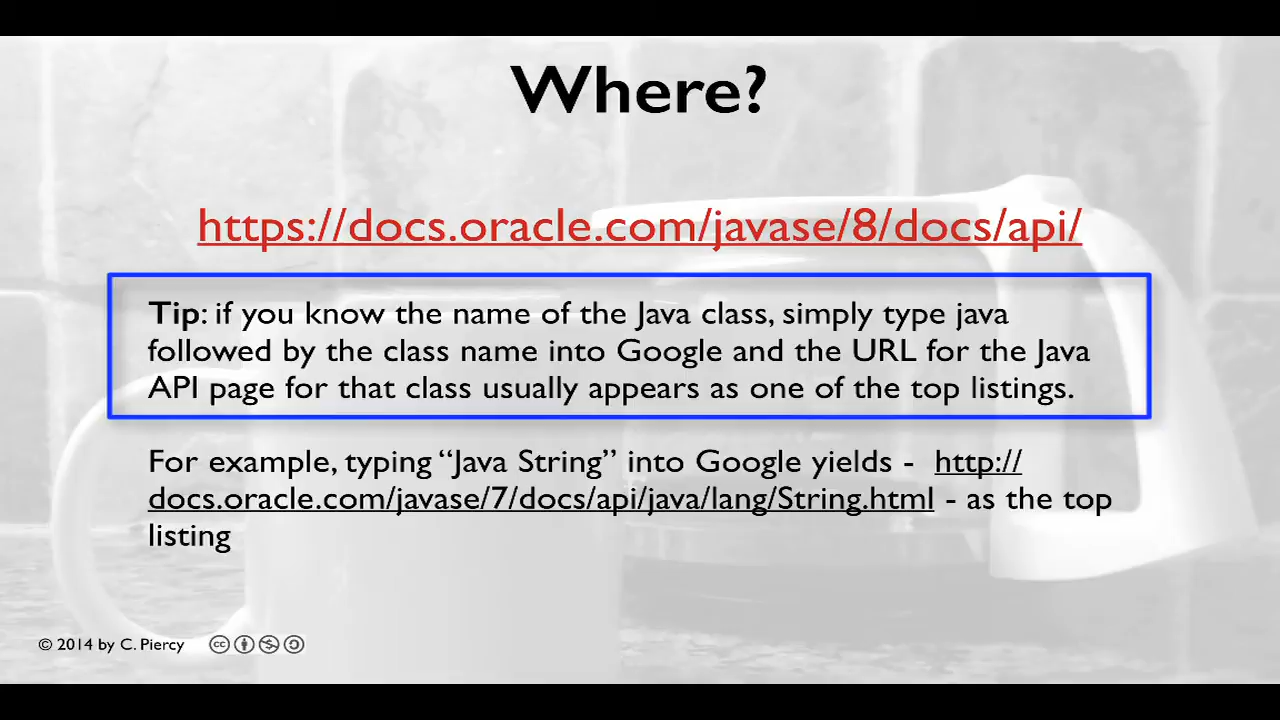 Where?
https://docs.oracle.com/javase/8/docs/api/
Tip: if you know the name of the Java class, simply type java
followed by the class name into Google and the URL for the Java
API page for that class usually appears as one of the top listings.
For example, typing “Java String” into Google yields -  http://
docs.oracle.com/javase/7/docs/api/java/lang/String.html - as the top
listing
© 2014 by C. Piercy